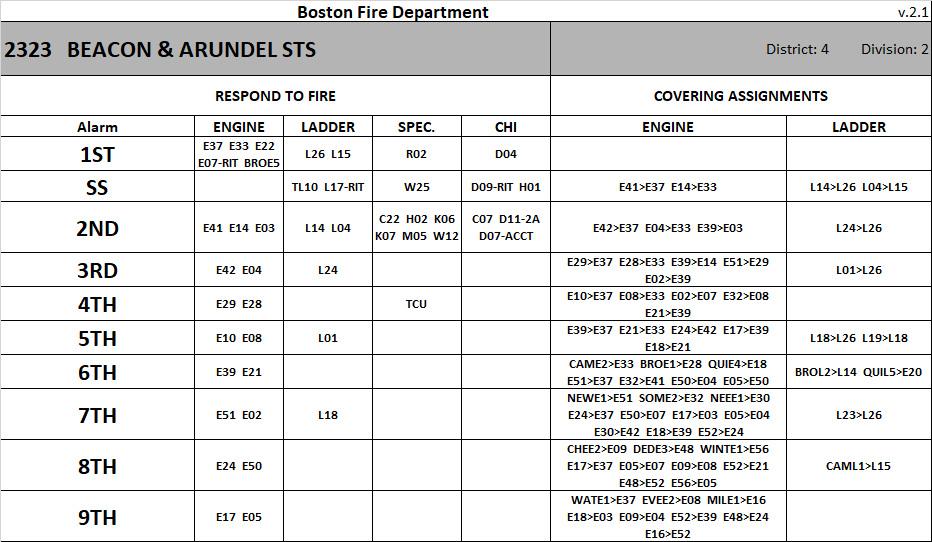 Boston Fire Department v.2.1
2323 BEACON & ARUNDEL STS District: 4 Division: 2
RESPOND TO FIRE COVERING ASSIGNMENTS
Alarm ENGINE LADDER SPEC. CHI ENGINE LADDER
1ST
E37 E33 E22
E07-RIT BROE5
L26 L15
R02
D04
SS
TL10 L17-RIT
W25
D09-RIT H01
E41>E37 E14>E33
L14>L26 L04>L15
2ND
E41 E14 E03
L14 L04
C22 H02 K06
K07 M05 W12
C07 D11-2A
D07-ACCT
E42>E37 E04>E33 E39>E03
L24>L26
3RD
E42 E04
L24
E29>E37 E28>E33 E39>E14 E51>E29
E02>E39
L01>L26
4TH
E29 E28
TCU
E10>E37 E08>E33 E02>E07 E32>E08
E21>E39
5TH
E10 E08
L01
E39>E37 E21>E33 E24>E42 E17>E39
E18>E21
L18>L26 L19>L18
6TH
E39 E21
CAME2>E33 BROE1>E28 QUIE4>E18
E51>E37 E32>E41 E50>E04 E05>E50
BROL2>L14 QUIL5>E20
7TH
E51 E02
L18
NEWE1>E51 SOME2>E32 NEEE1>E30
E24>E37 E50>E07 E17>E03 E05>E04
E30>E42 E18>E39 E52>E24
L23>L26
8TH
E24 E50
CHEE2>E09 DEDE3>E48 WINTE1>E56
E17>E37 E05>E07 E09>E08 E52>E21
E48>E52 E56>E05
CAML1>L15
9TH
E17 E05
WATE1>E37 EVEE2>E08 MILE1>E16
E18>E03 E09>E04 E52>E39 E48>E24
E16>E52